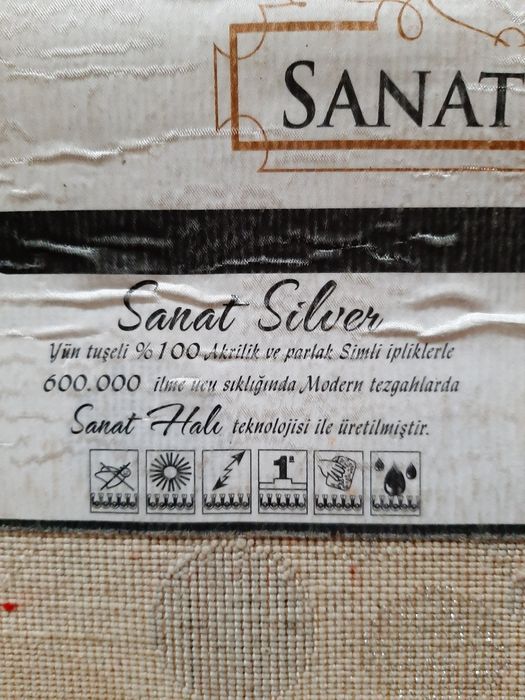 SANAT
Sanat Silver
Yün tuşeli %100 Akrilik ve parlak Simli ipliklerle
600.000 ilme ucu sıklığında Modern tezgahlarda
Sanat Halı teknolojisi ile üretilmiştir.
1ª